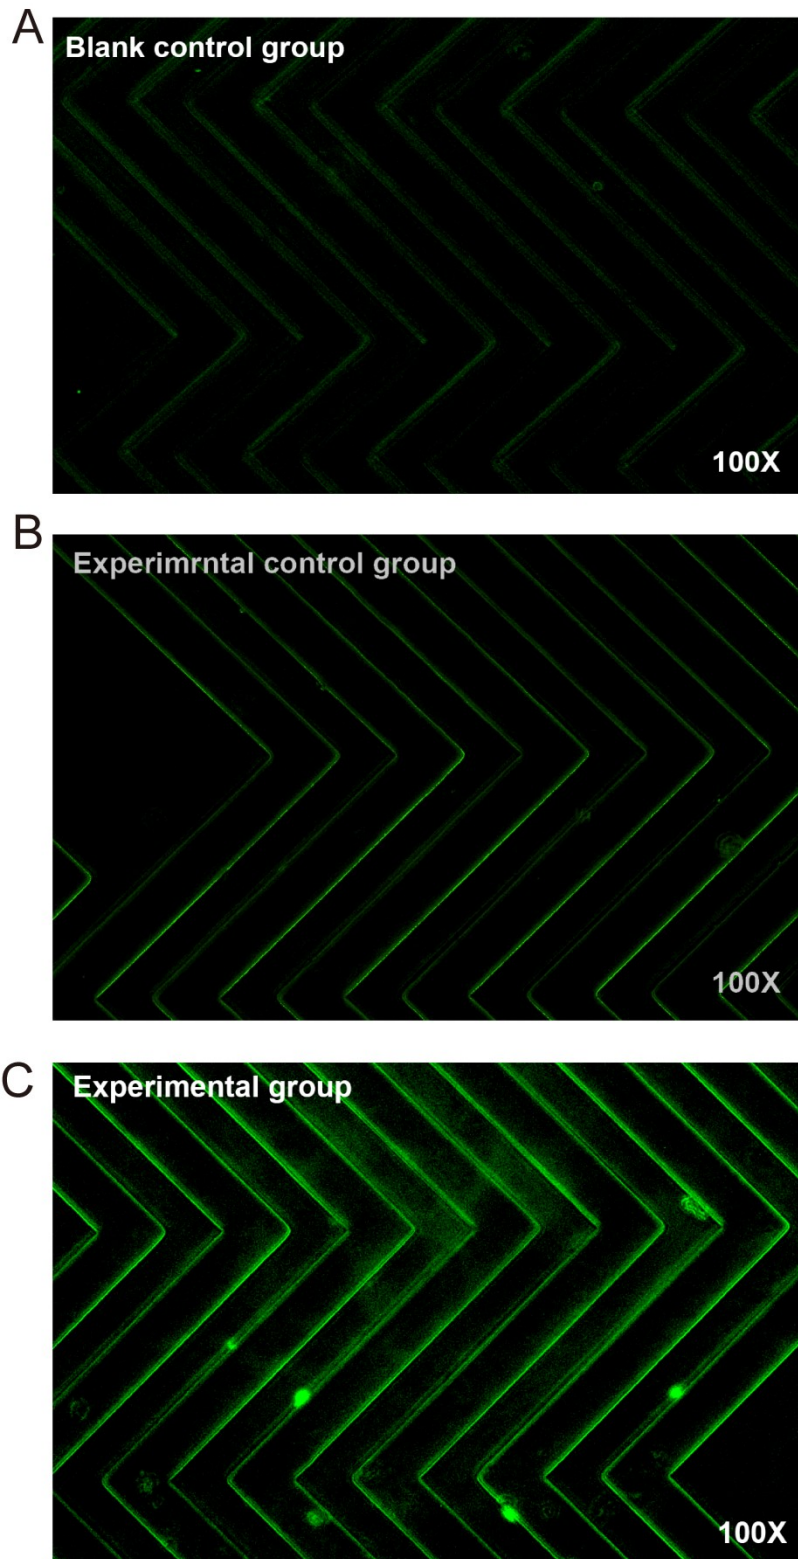 A
Blank control group
100X
B
Experimrntal control group
100X
C
Experimental group
100X